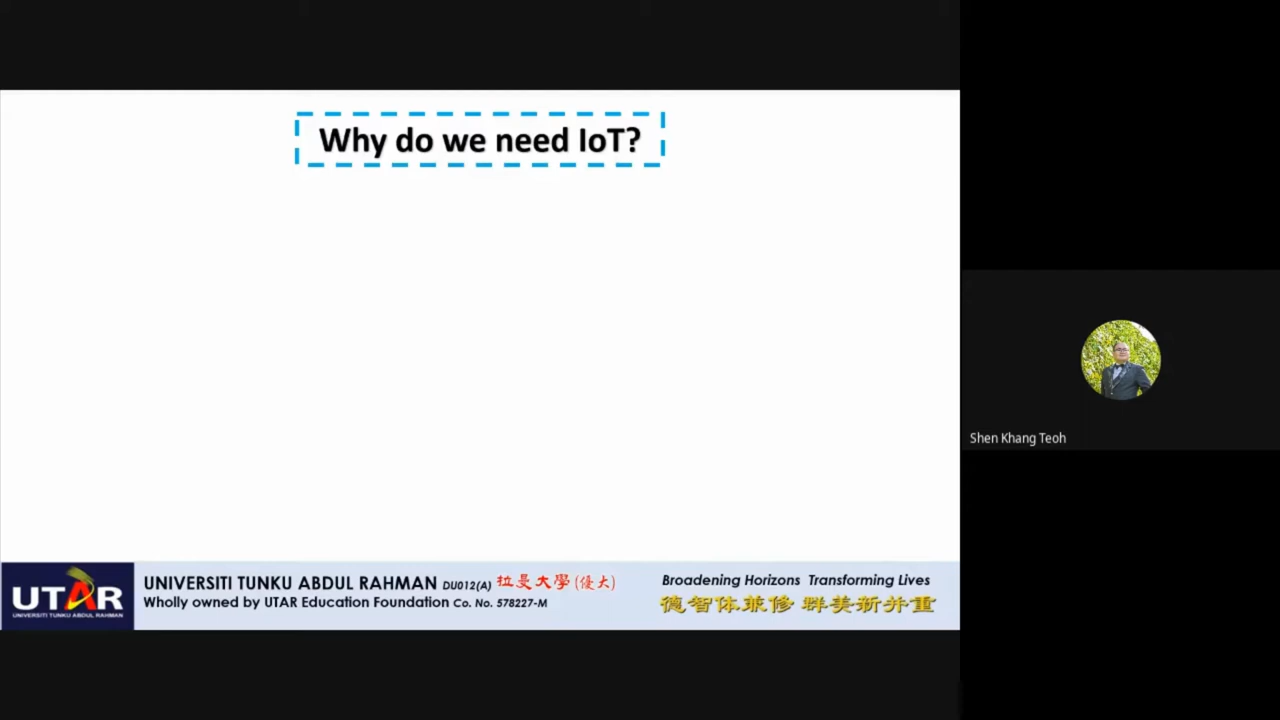 Why do we need IoT?
Shen Khang Teoh
UTAR
UNIVERSITI TUNKU ABDUL RAHMAN
UNIVERSITI TUNKU ABDUL RAHMAN DU012(A) 拉曼大學(優大)
Wholly owned by UTAR Education Foundation Co. No. 578227-M
Broadening Horizons Transforming Lives
德智体兼修 群美新并重